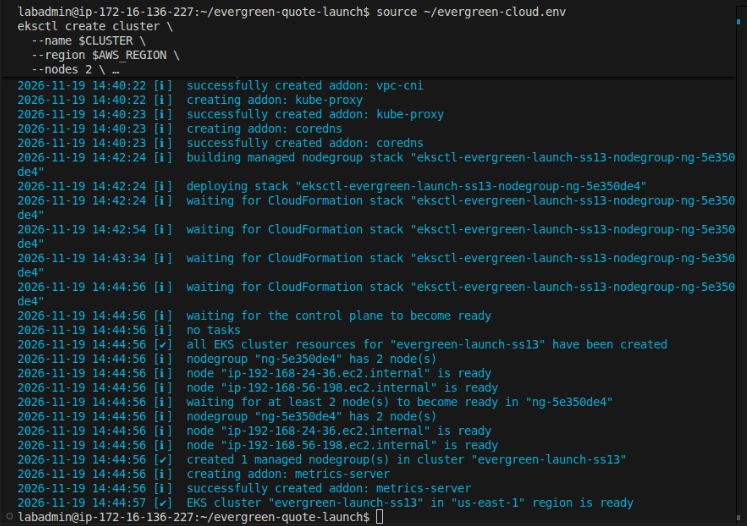 labadmin@ip-172-16-136-227:~/evergreen-quote-launch$ source ~/evergreen-cloud.env
eksctl create cluster \
--name $CLUSTER \
--region $AWS_REGION \
--nodes 2 \ …
2026-11-19 14:40:22 [ℹ]  successfully created addon: vpc-cni
2026-11-19 14:40:22 [ℹ]  creating addon: kube-proxy
2026-11-19 14:40:23 [ℹ]  successfully created addon: kube-proxy
2026-11-19 14:40:23 [ℹ]  creating addon: coredns
2026-11-19 14:40:23 [ℹ]  successfully created addon: coredns
2026-11-19 14:42:24 [ℹ]  building managed nodegroup stack "eksctl-evergreen-launch-ss13-nodegroup-ng-5e350
de4"
2026-11-19 14:42:24 [ℹ]  deploying stack "eksctl-evergreen-launch-ss13-nodegroup-ng-5e350de4"
2026-11-19 14:42:24 [ℹ]  waiting for CloudFormation stack "eksctl-evergreen-launch-ss13-nodegroup-ng-5e350
de4"
2026-11-19 14:42:54 [ℹ]  waiting for CloudFormation stack "eksctl-evergreen-launch-ss13-nodegroup-ng-5e350
de4"
2026-11-19 14:43:34 [ℹ]  waiting for CloudFormation stack "eksctl-evergreen-launch-ss13-nodegroup-ng-5e350
de4"
2026-11-19 14:44:56 [ℹ]  waiting for CloudFormation stack "eksctl-evergreen-launch-ss13-nodegroup-ng-5e350
de4"
2026-11-19 14:44:56 [ℹ]  waiting for the control plane to become ready
2026-11-19 14:44:56 [ℹ]  no tasks
2026-11-19 14:44:56 [✔]  all EKS cluster resources for "evergreen-launch-ss13" have been created
2026-11-19 14:44:56 [ℹ]  nodegroup "ng-5e350de4" has 2 node(s)
2026-11-19 14:44:56 [ℹ]  node "ip-192-168-24-36.ec2.internal" is ready
2026-11-19 14:44:56 [ℹ]  node "ip-192-168-56-198.ec2.internal" is ready
2026-11-19 14:44:56 [ℹ]  waiting for at least 2 node(s) to become ready in "ng-5e350de4"
2026-11-19 14:44:56 [ℹ]  nodegroup "ng-5e350de4" has 2 node(s)
2026-11-19 14:44:56 [ℹ]  node "ip-192-168-24-36.ec2.internal" is ready
2026-11-19 14:44:56 [ℹ]  node "ip-192-168-56-198.ec2.internal" is ready
2026-11-19 14:44:56 [✔]  created 1 managed nodegroup(s) in cluster "evergreen-launch-ss13"
2026-11-19 14:44:56 [ℹ]  creating addon: metrics-server
2026-11-19 14:44:56 [ℹ]  successfully created addon: metrics-server
2026-11-19 14:44:57 [✔]  EKS cluster "evergreen-launch-ss13" in "us-east-1" region is ready
labadmin@ip-172-16-136-227:~/evergreen-quote-launch$